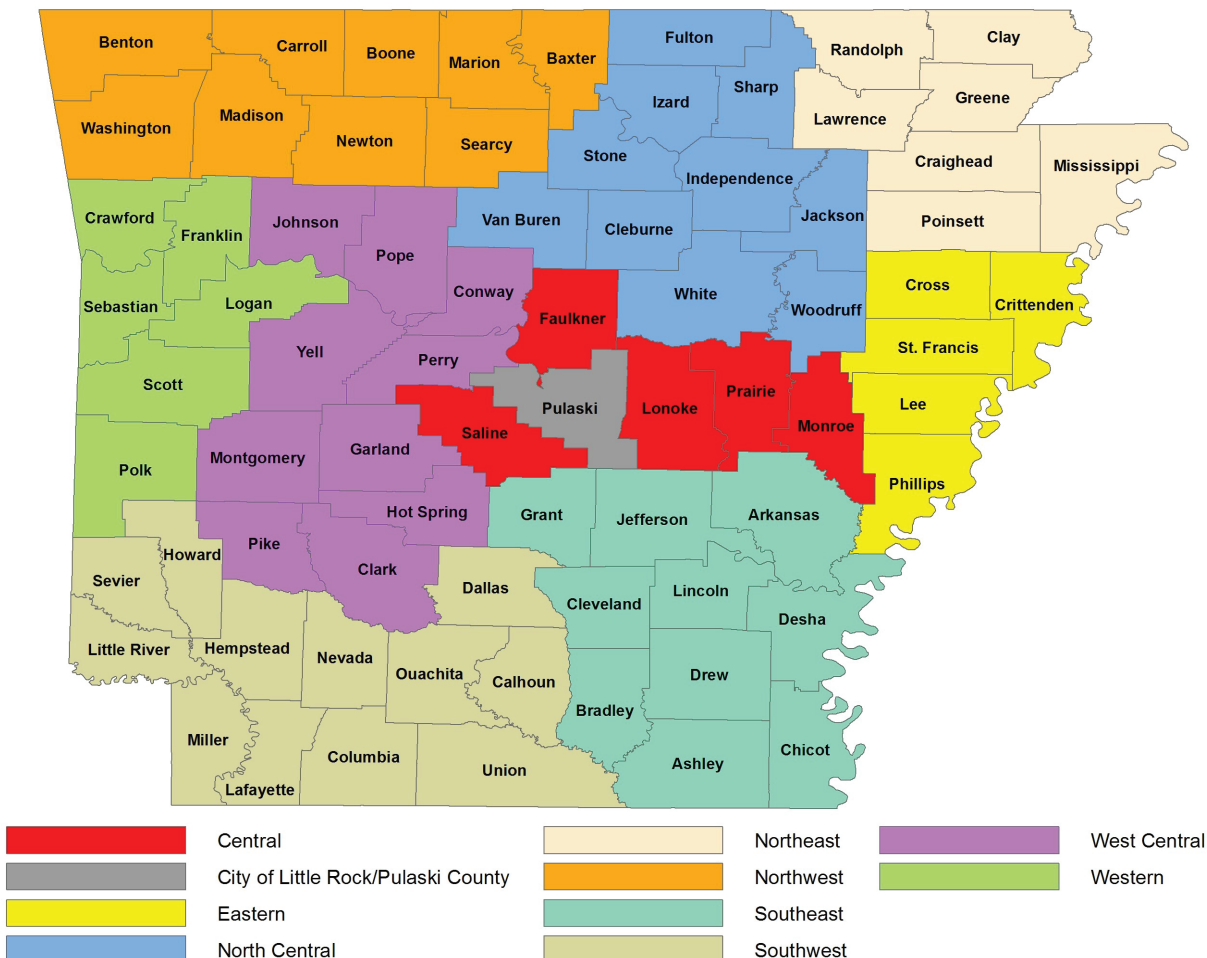 Benton
Carroll
Boone
Marion
Baxter
Fulton
Randolph
Clay
Washington
Madison
Newton
Searcy
Izard
Sharp
Lawrence
Greene
Stone
Independence
Craighead
Mississippi
Crawford
Franklin
Johnson
Pope
Van Buren
Cleburne
Jackson
Poinsett
Sebastian
Logan
Conway
Faulkner
White
Woodruff
Cross
Crittenden
Scott
Yell
Perry
Pulaski
Lonoke
Prairie
Monroe
St. Francis
Lee
Phillips
Polk
Montgomery
Garland
Saline
Hot Spring
Grant
Jefferson
Arkansas
Sevier
Howard
Pike
Clark
Dallas
Cleveland
Lincoln
Desha
Little River
Hempstead
Nevada
Ouachita
Calhoun
Bradley
Drew
Miller
Lafayette
Columbia
Union
Ashley
Chicot
Central
City of Little Rock/Pulaski County
Eastern
North Central
Northeast
Northwest
Southeast
Southwest
West Central
Western